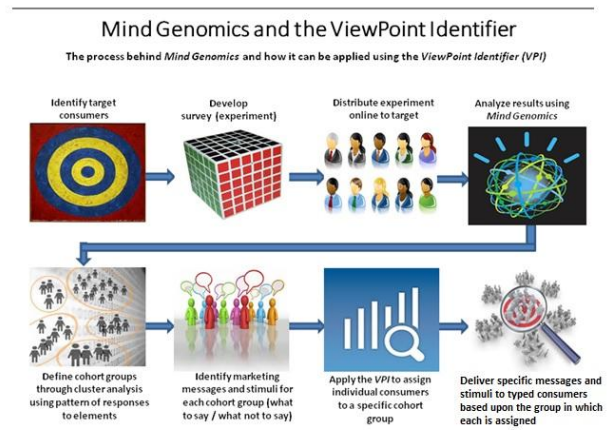 Mind Genomics and the ViewPoint Identifier
The process behind Mind Genomics and how it can be applied using the ViewPoint Identifier (VPI)
Identify target
consumers
Develop
survey (experiment)
Distribute experiment
online to target
Analyze results using
Mind Genomics
Define cohort groups
through cluster analysis
using pattern of responses
to elements
Identify marketing
messages and stimuli for
each cohort group (what
to say / what not to say)
Apply the VPI to assign
individual consumers
to a specific cohort
group
Deliver specific messages and
stimuli to typed consumers
based upon the group in which
each is assigned